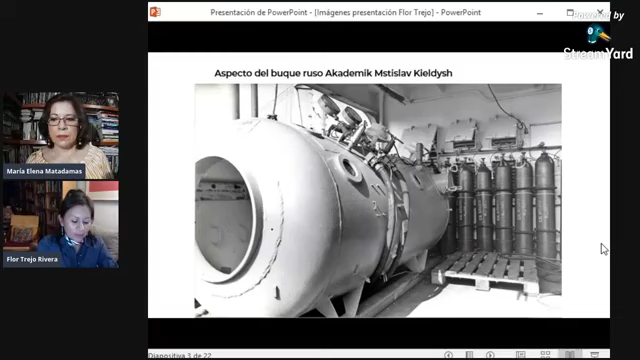 Presentación de PowerPoint - [Imágenes presentación Flor Trejo] - PowerPoint
Powered by
StreamYard
Aspecto del buque ruso Akademik Mstislav Kieldysh
María Elena Matadamas
Flor Trejo Rivera
Diapositiva 3 de 22